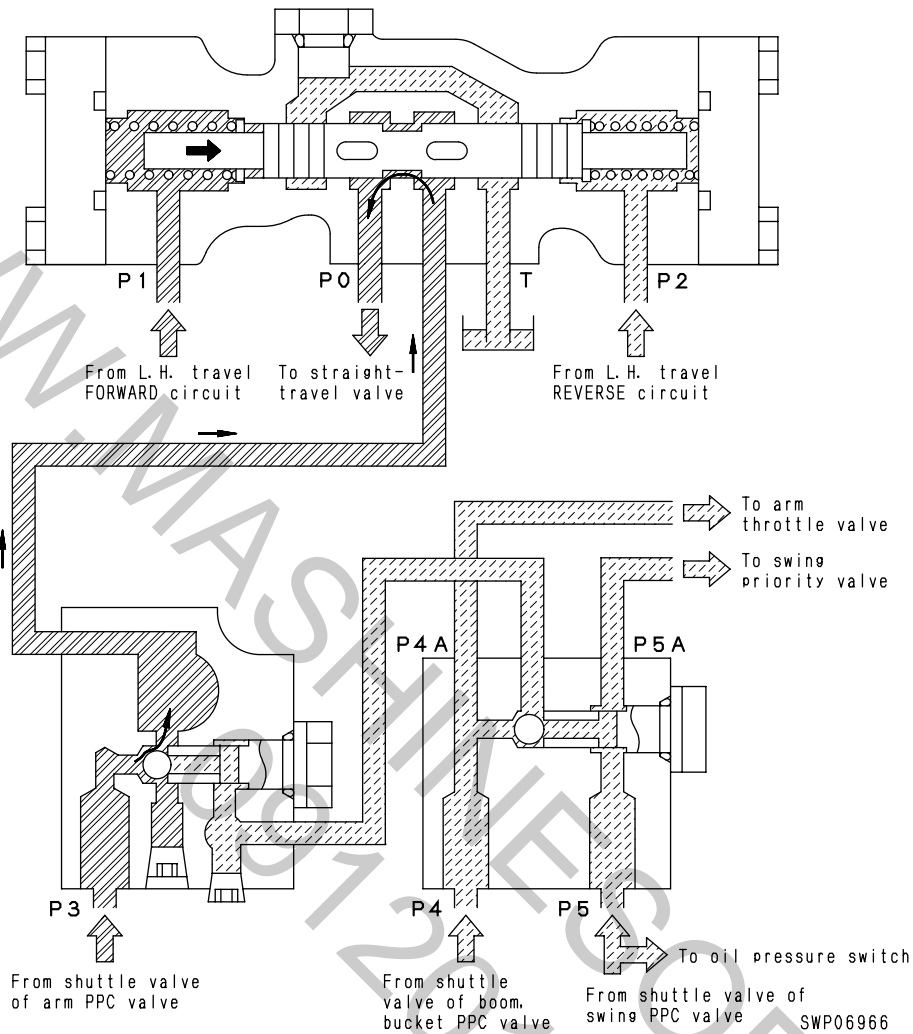 P1
P0
T
P2
From L.H. travel
FORWARD circuit
To straight-
travel valve
From L.H. travel
REVERSE circuit
To arm
throttle valve
To swing
priority valve
P4A
P5A
P3
P4
P5
From shuttle valve
of arm PPC valve
From shuttle
valve of boom,
bucket PPC valve
To oil pressure switch
From shuttle valve of
swing PPC valve
SWP06966
W.MASHINESO
09120